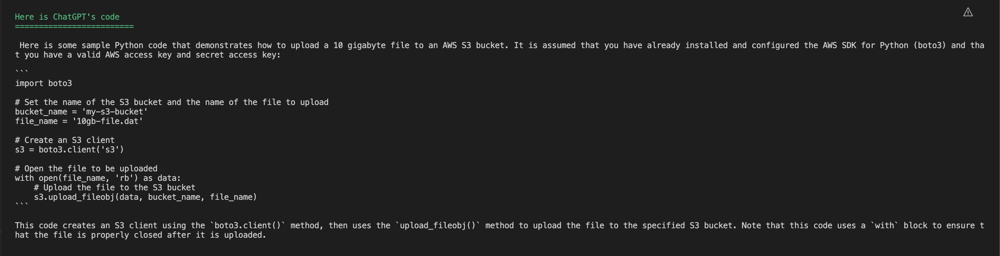 Here is ChatGPT's code
=========================
Here is some sample Python code that demonstrates how to upload a 10 gigabyte file to an AWS S3 bucket. It is assumed that you have already installed and configured the AWS SDK for Python (boto3) and tha
t you have a valid AWS access key and secret access key:
```
import boto3
# Set the name of the S3 bucket and the name of the file to upload
bucket_name = 'my-s3-bucket'
file_name = '10gb-file.dat'
# Create an S3 client
s3 = boto3.client('s3')
# Open the file to be uploaded
with open(file_name, 'rb') as data:
    # Upload the file to the S3 bucket
    s3.upload_fileobj(data, bucket_name, file_name)
```
This code creates an S3 client using the `boto3.client()` method, then uses the `upload_fileobj()` method to upload the file to the specified S3 bucket. Note that this code uses a `with` block to ensure t
hat the file is properly closed after it is uploaded.